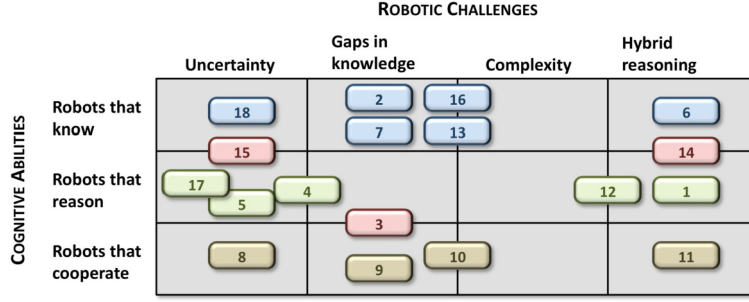 ROBOTIC CHALLENGES
Uncertainty
Gaps in
knowledge
Complexity
Hybrid
reasoning
COGNITIVE ABILITIES
Robots that
know
2 16
18 6
7 13
15 14
Robots that
reason
17 4 12 1
5
3
Robots that
cooperate
8 10 11
9